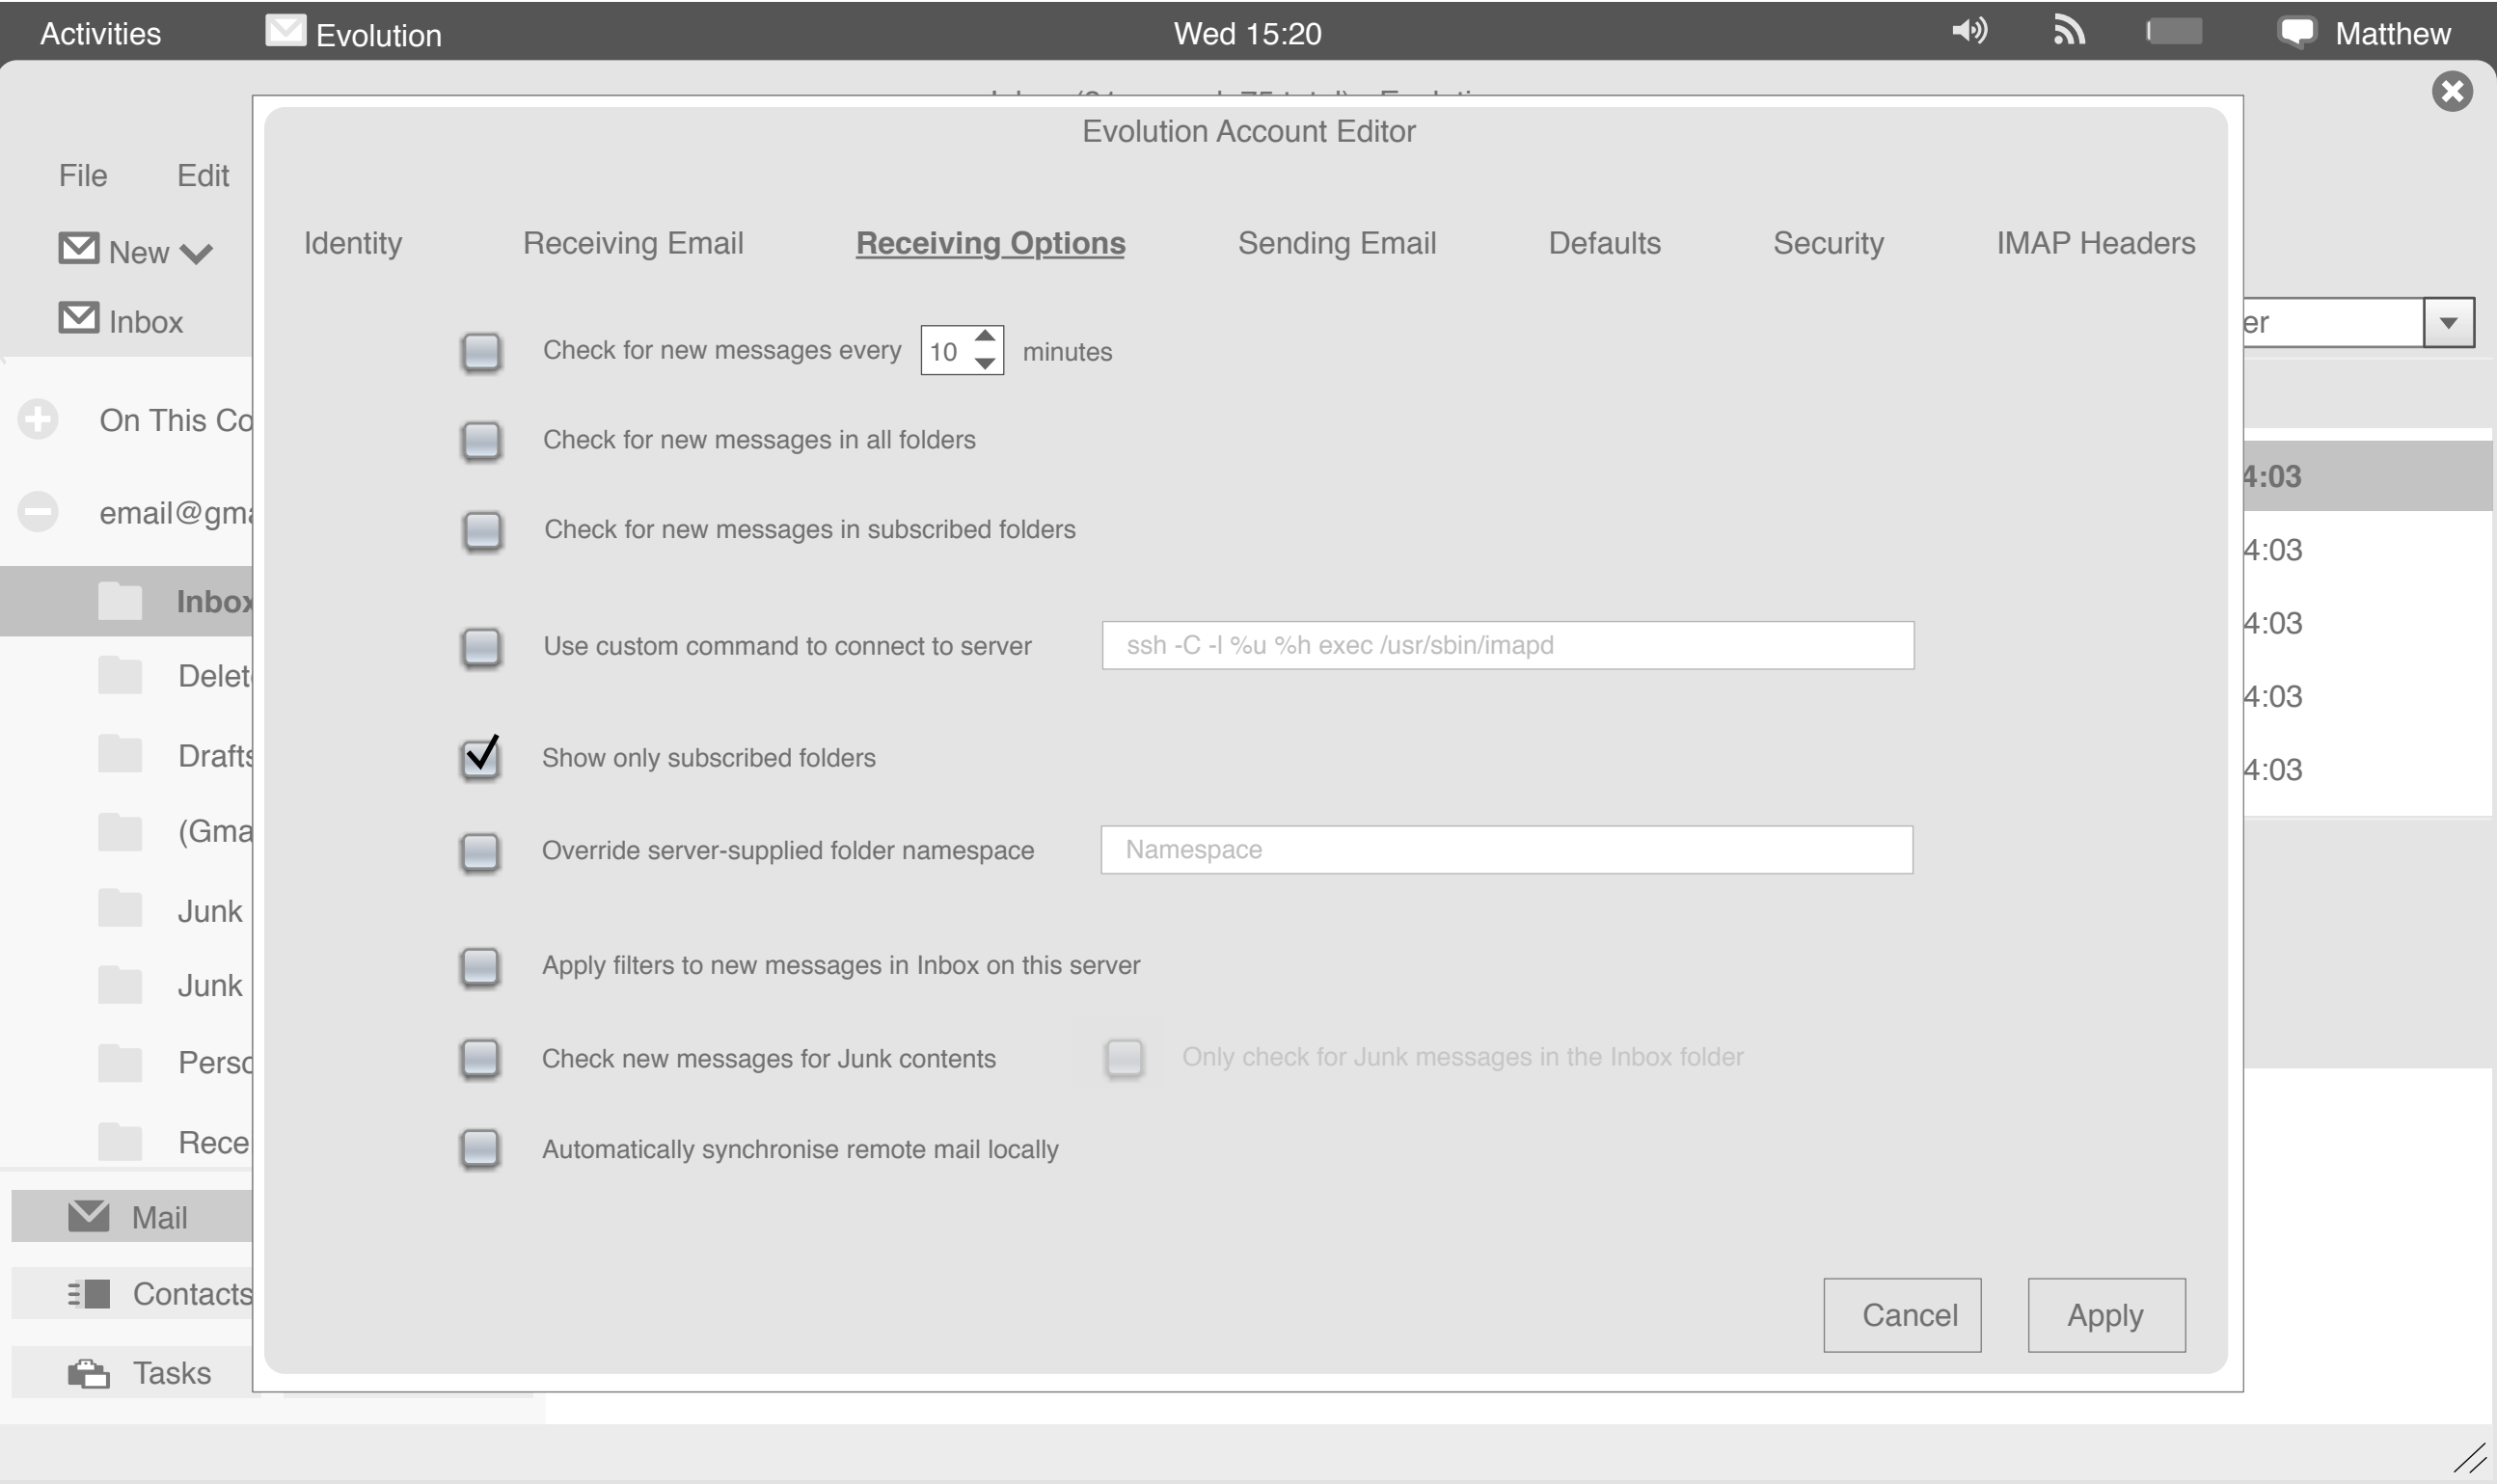 Activities Evolution Wed 15:20 Matthew
Evolution Account Editor
File Edit
Identity Receiving Email Receiving Options Sending Email Defaults Security IMAP Headers
New
Inbox
Check for new messages every 10 minutes
er
On This Co
Check for new messages in all folders
4:03
email@gma
Check for new messages in subscribed folders
4:03
Inbox
4:03
Use custom command to connect to server ssh -C -l %u %h exec /usr/sbin/imapd
Delet
4:03
Drafts
Show only subscribed folders
4:03
(Gma
Override server-supplied folder namespace Namespace
Junk
Apply filters to new messages in Inbox on this server
Junk
Perso
Check new messages for Junk contents Only check for Junk messages in the Inbox folder
Rece
Automatically synchronise remote mail locally
Mail
Contacts
Cancel Apply
Tasks